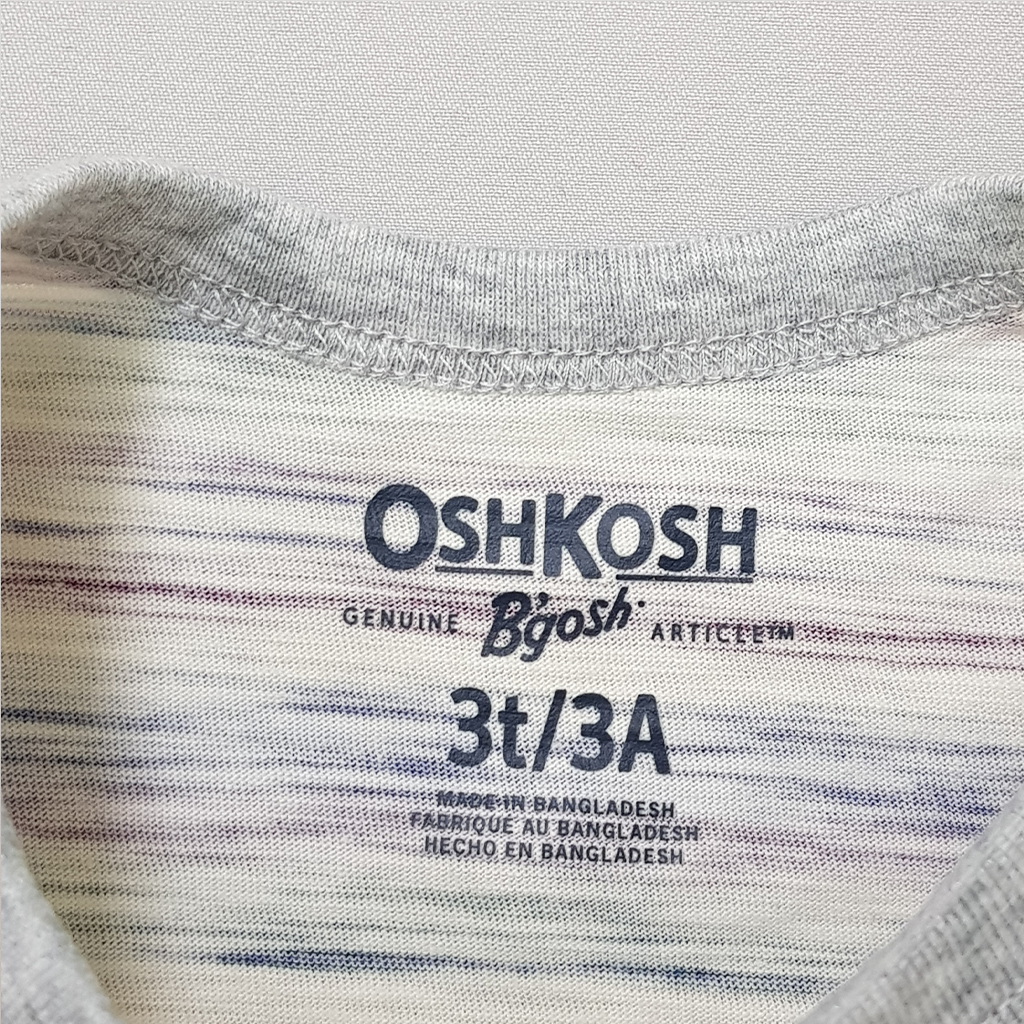 OSHKOSH
GENUINE B'gosh ARTICLE™
3t/3A
MADE IN BANGLADESH
FABRIQUE AU BANGLADESH
HECHO EN BANGLADESH